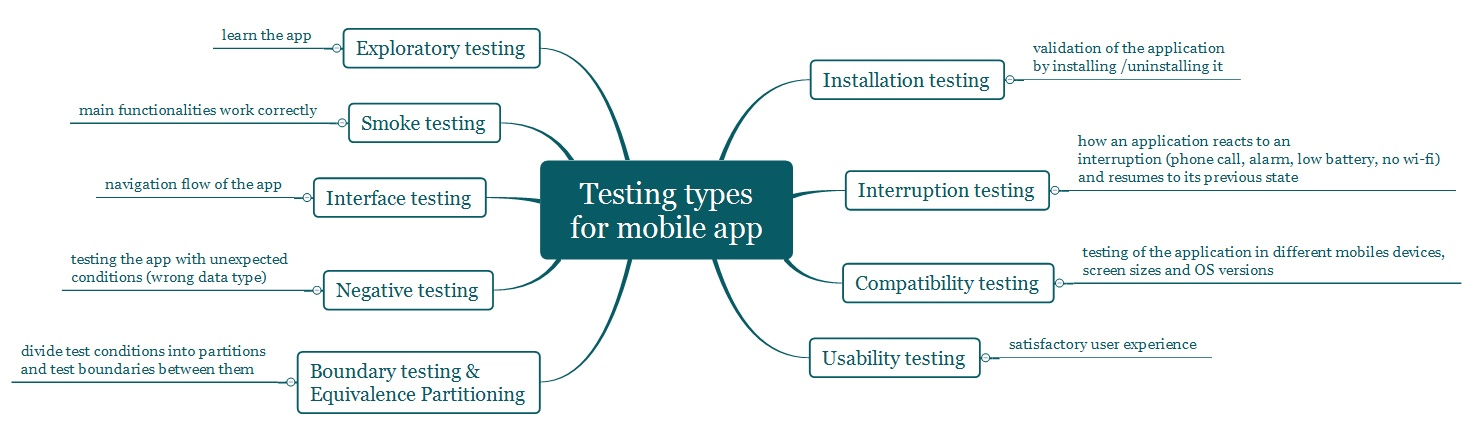 Testing types
for mobile app
Exploratory testing
learn the app
Smoke testing
main functionalities work correctly
Interface testing
navigation flow of the app
Negative testing
testing the app with unexpected
conditions (wrong data type)
Boundary testing &
Equivalence Partitioning
divide test conditions into partitions
and test boundaries between them
Installation testing
validation of the application
by installing /uninstalling it
Interruption testing
how an application reacts to an
interruption (phone call, alarm, low battery, no wi-fi)
and resumes to its previous state
Compatibility testing
testing of the application in different mobiles devices,
screen sizes and OS versions
Usability testing
satisfactory user experience